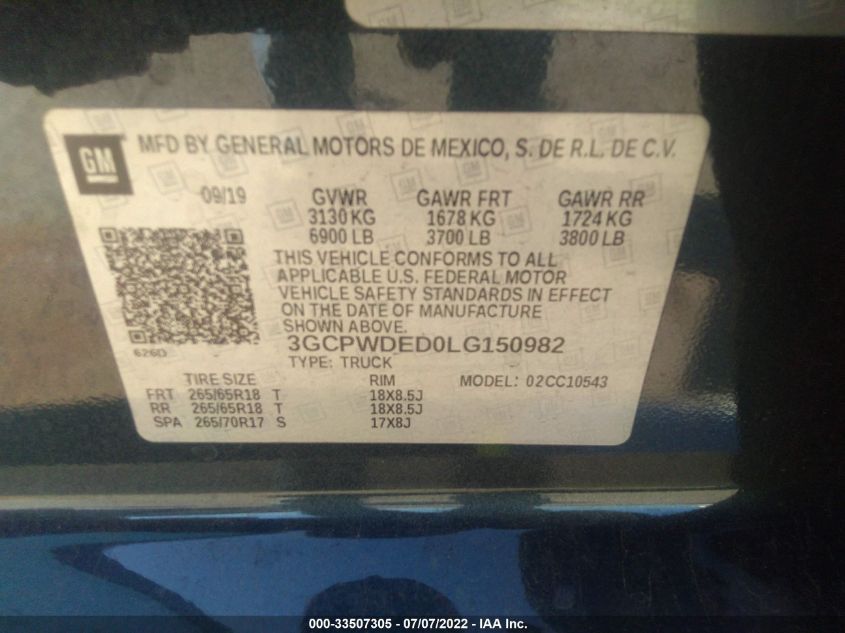 GM
MFD BY GENERAL MOTORS DE MEXICO, S. DE R.L. DE C.V.
09/19 GVWR GAWR FRT GAWR RR
3130 KG 1678 KG 1724 KG
6900 LB 3700 LB 3800 LB
THIS VEHICLE CONFORMS TO ALL
APPLICABLE U.S. FEDERAL MOTOR
VEHICLE SAFETY STANDARDS IN EFFECT
ON THE DATE OF MANUFACTURE
SHOWN ABOVE.
3GCPWDED0LG150982
626D
TYPE: TRUCK
TIRE SIZE RIM MODEL: 02CC10543
FRT 265/65R18 T 18X8.5J
RR 265/65R18 T 18X8.5J
SPA 265/70R17 S 17X8J
000-33507305 - 07/07/2022 - IAA Inc.